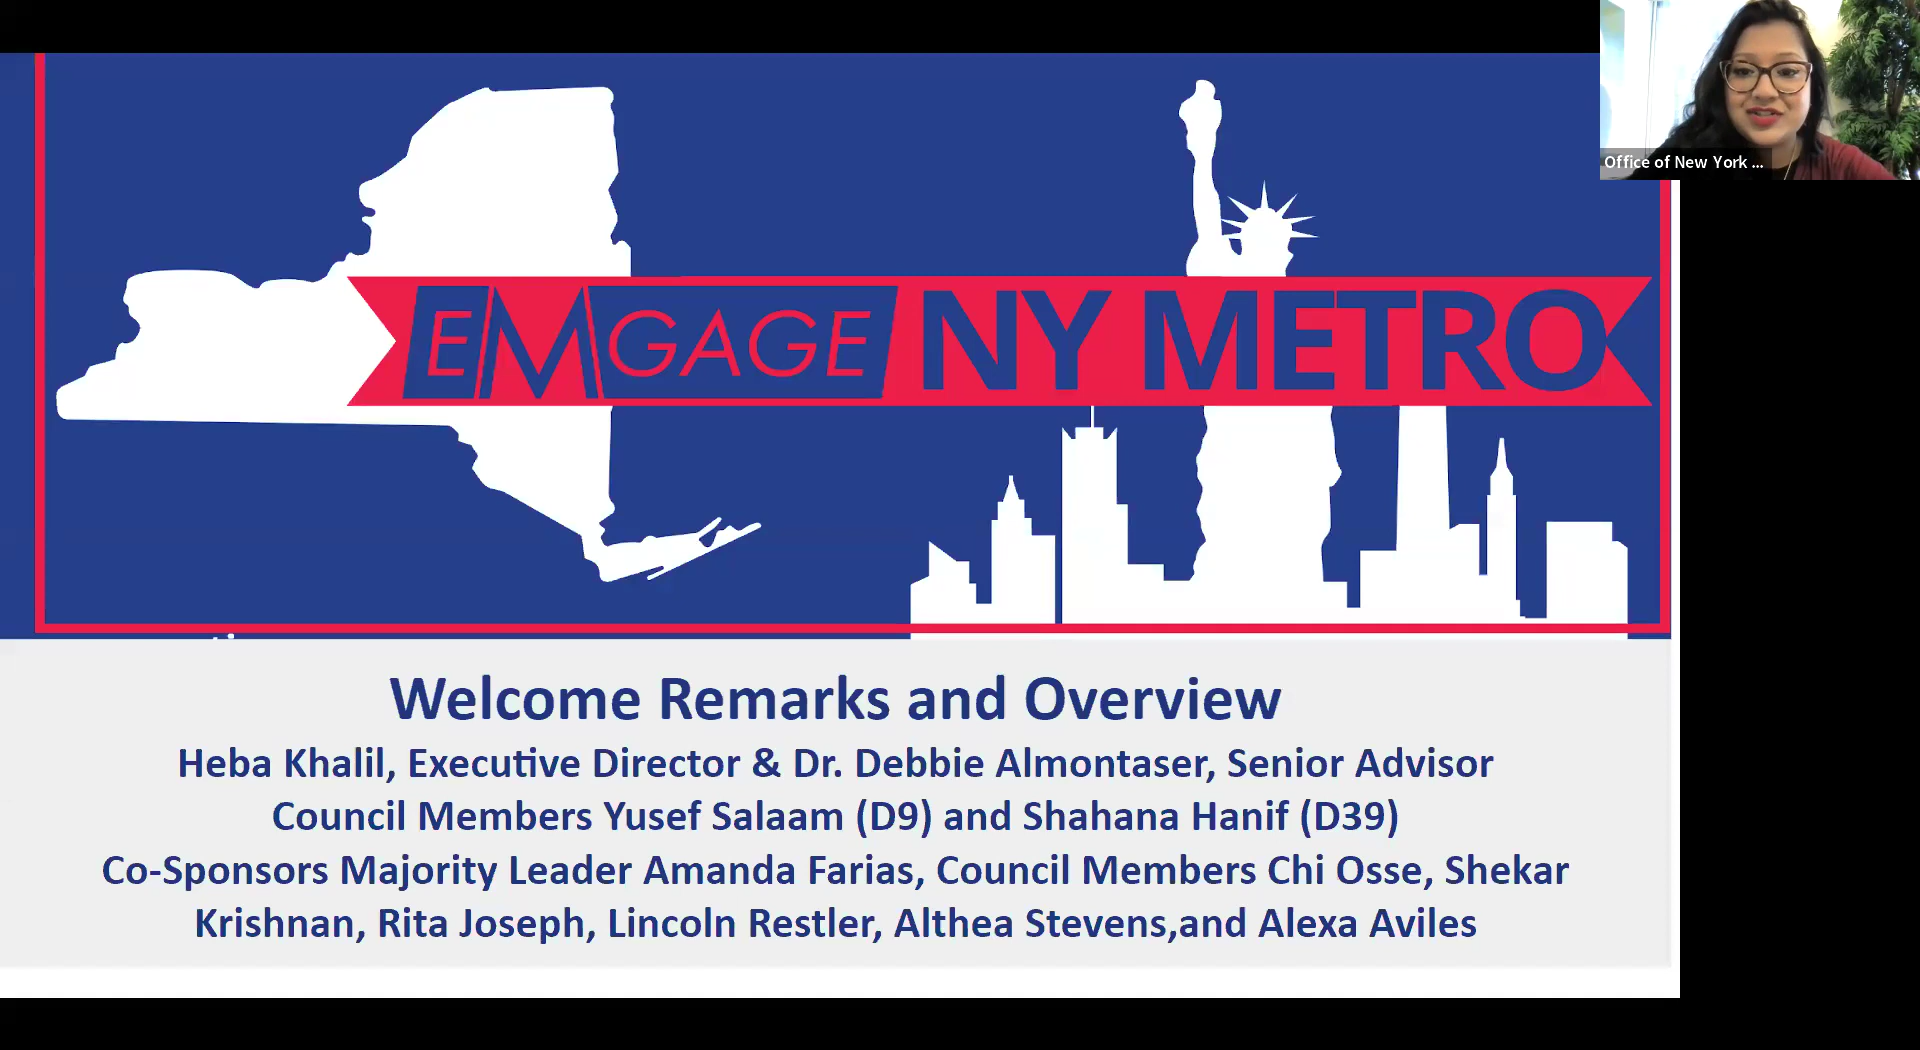 Office of New York ...
EMGAGE NY METRO
Welcome Remarks and Overview
Heba Khalil, Executive Director & Dr. Debbie Almontaser, Senior Advisor
Council Members Yusef Salaam (D9) and Shahana Hanif (D39)
Co-Sponsors Majority Leader Amanda Farias, Council Members Chi Osse, Shekar
Krishnan, Rita Joseph, Lincoln Restler, Althea Stevens,and Alexa Aviles